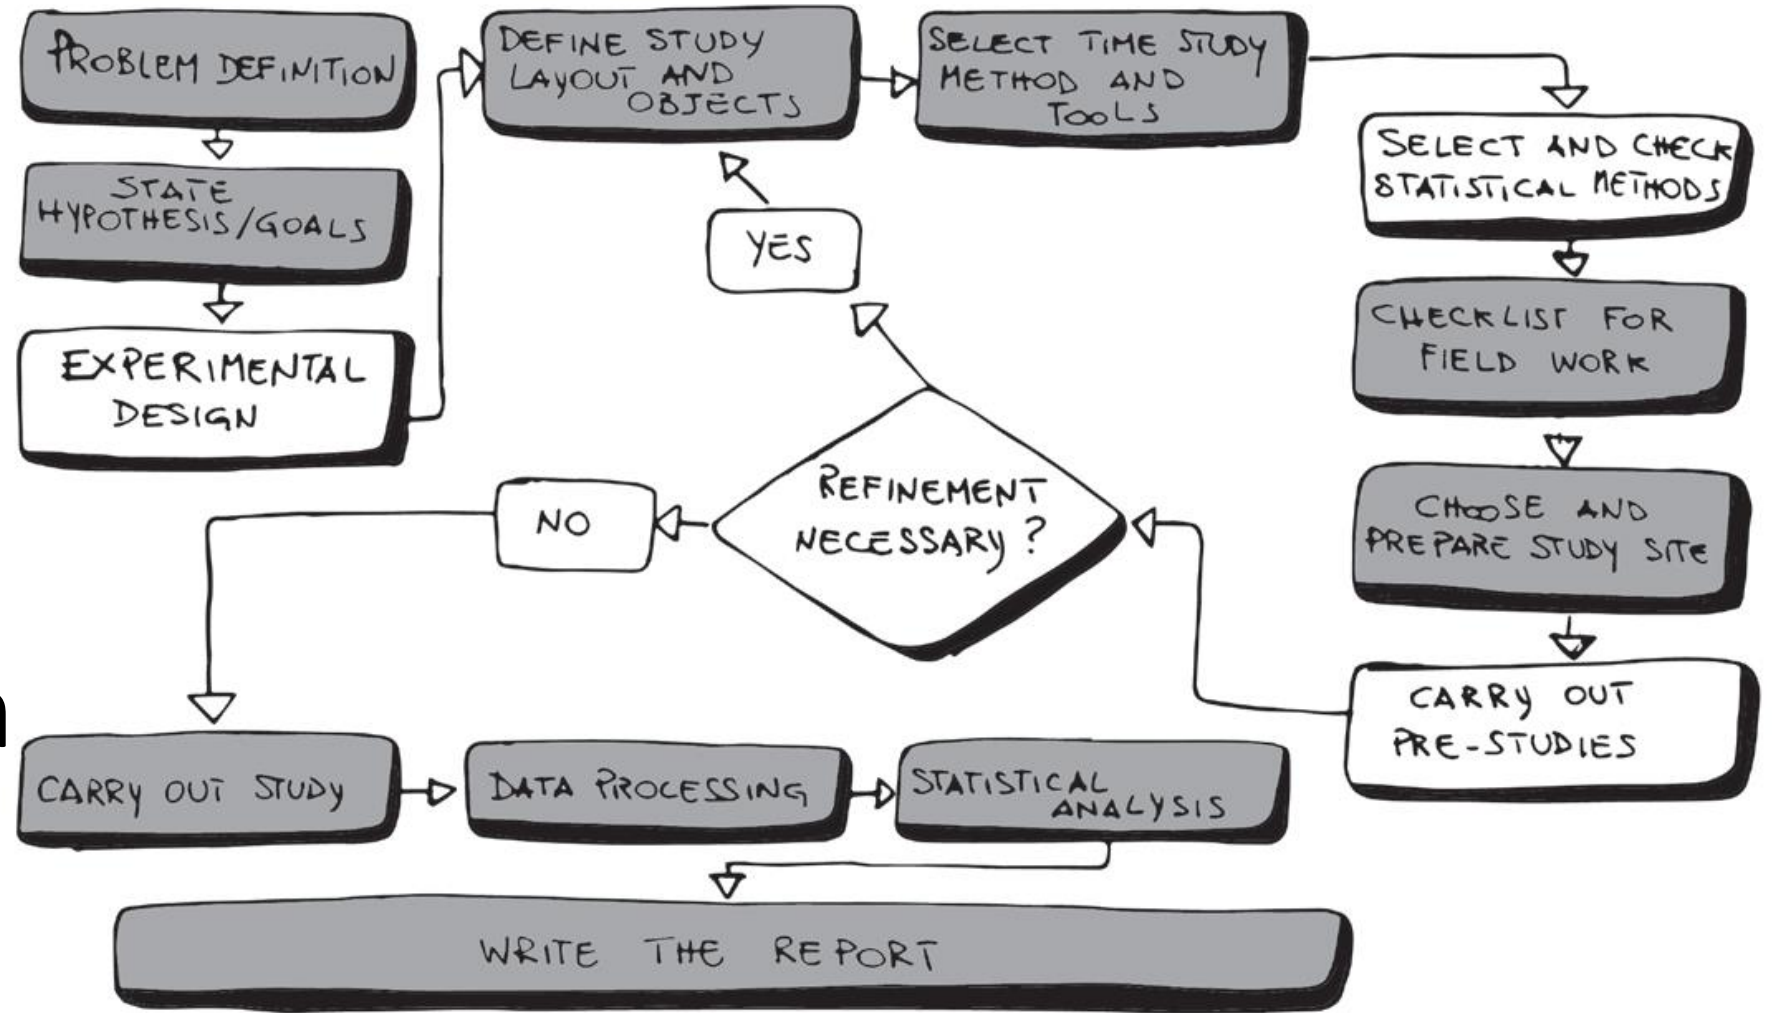 PROBLEM DEFINITION
STATE
HYPOTHESIS/GOALS
EXPERIMENTAL
DESIGN
DEFINE STUDY
LAYOUT AND
OBJECTS
SELECT TIME STUDY
METHOD AND
TOOLS
SELECT AND CHECK
STATISTICAL METHODS
CHECKLIST FOR
FIELD WORK
CHOOSE AND
PREPARE STUDY SITE
CARRY OUT
PRE-STUDIES
REFINEMENT
NECESSARY?
YES
NO
CARRY OUT STUDY
DATA PROCESSING
STATISTICAL
ANALYSIS
WRITE THE REPORT